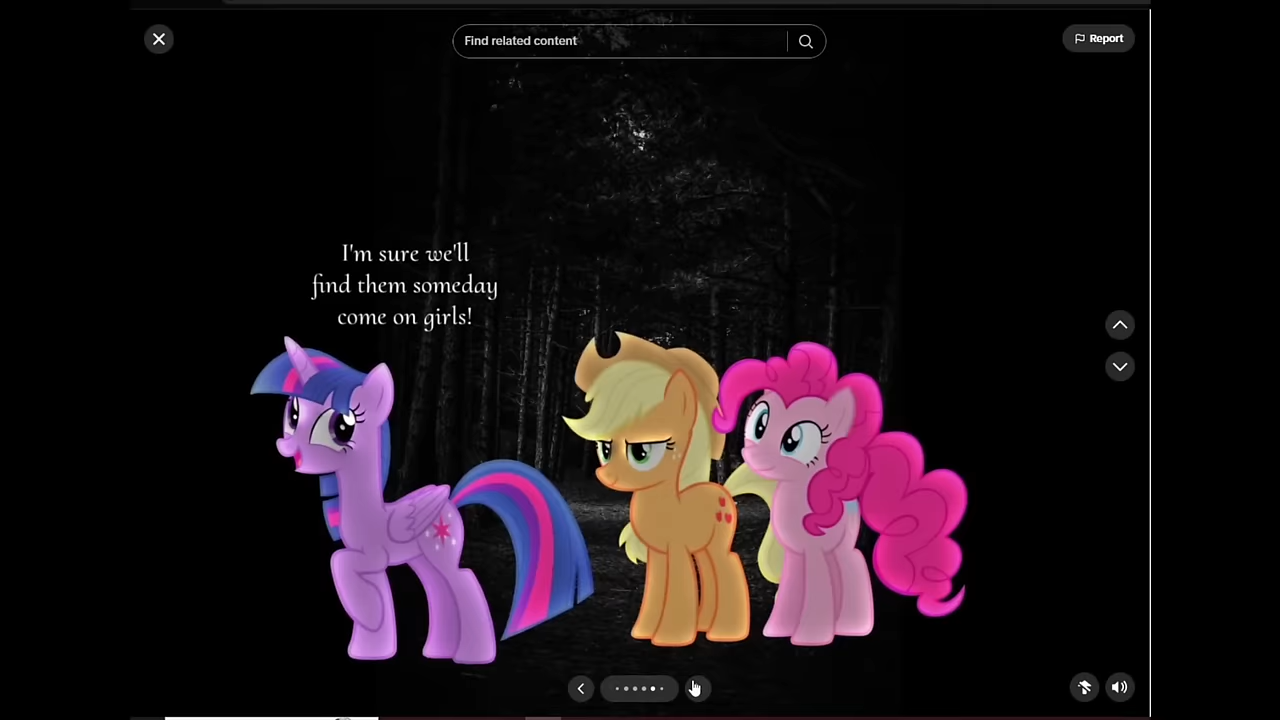 Find related content
Report
I'm sure we'll
find them someday
come on girls!